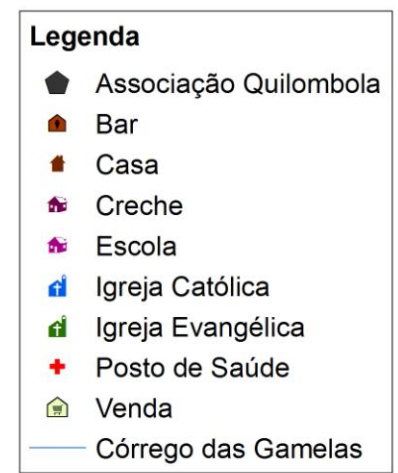 Legenda
Associação Quilombola
Bar
Casa
Creche
Escola
Igreja Católica
Igreja Evangélica
Posto de Saúde
Venda
Córrego das Gamelas